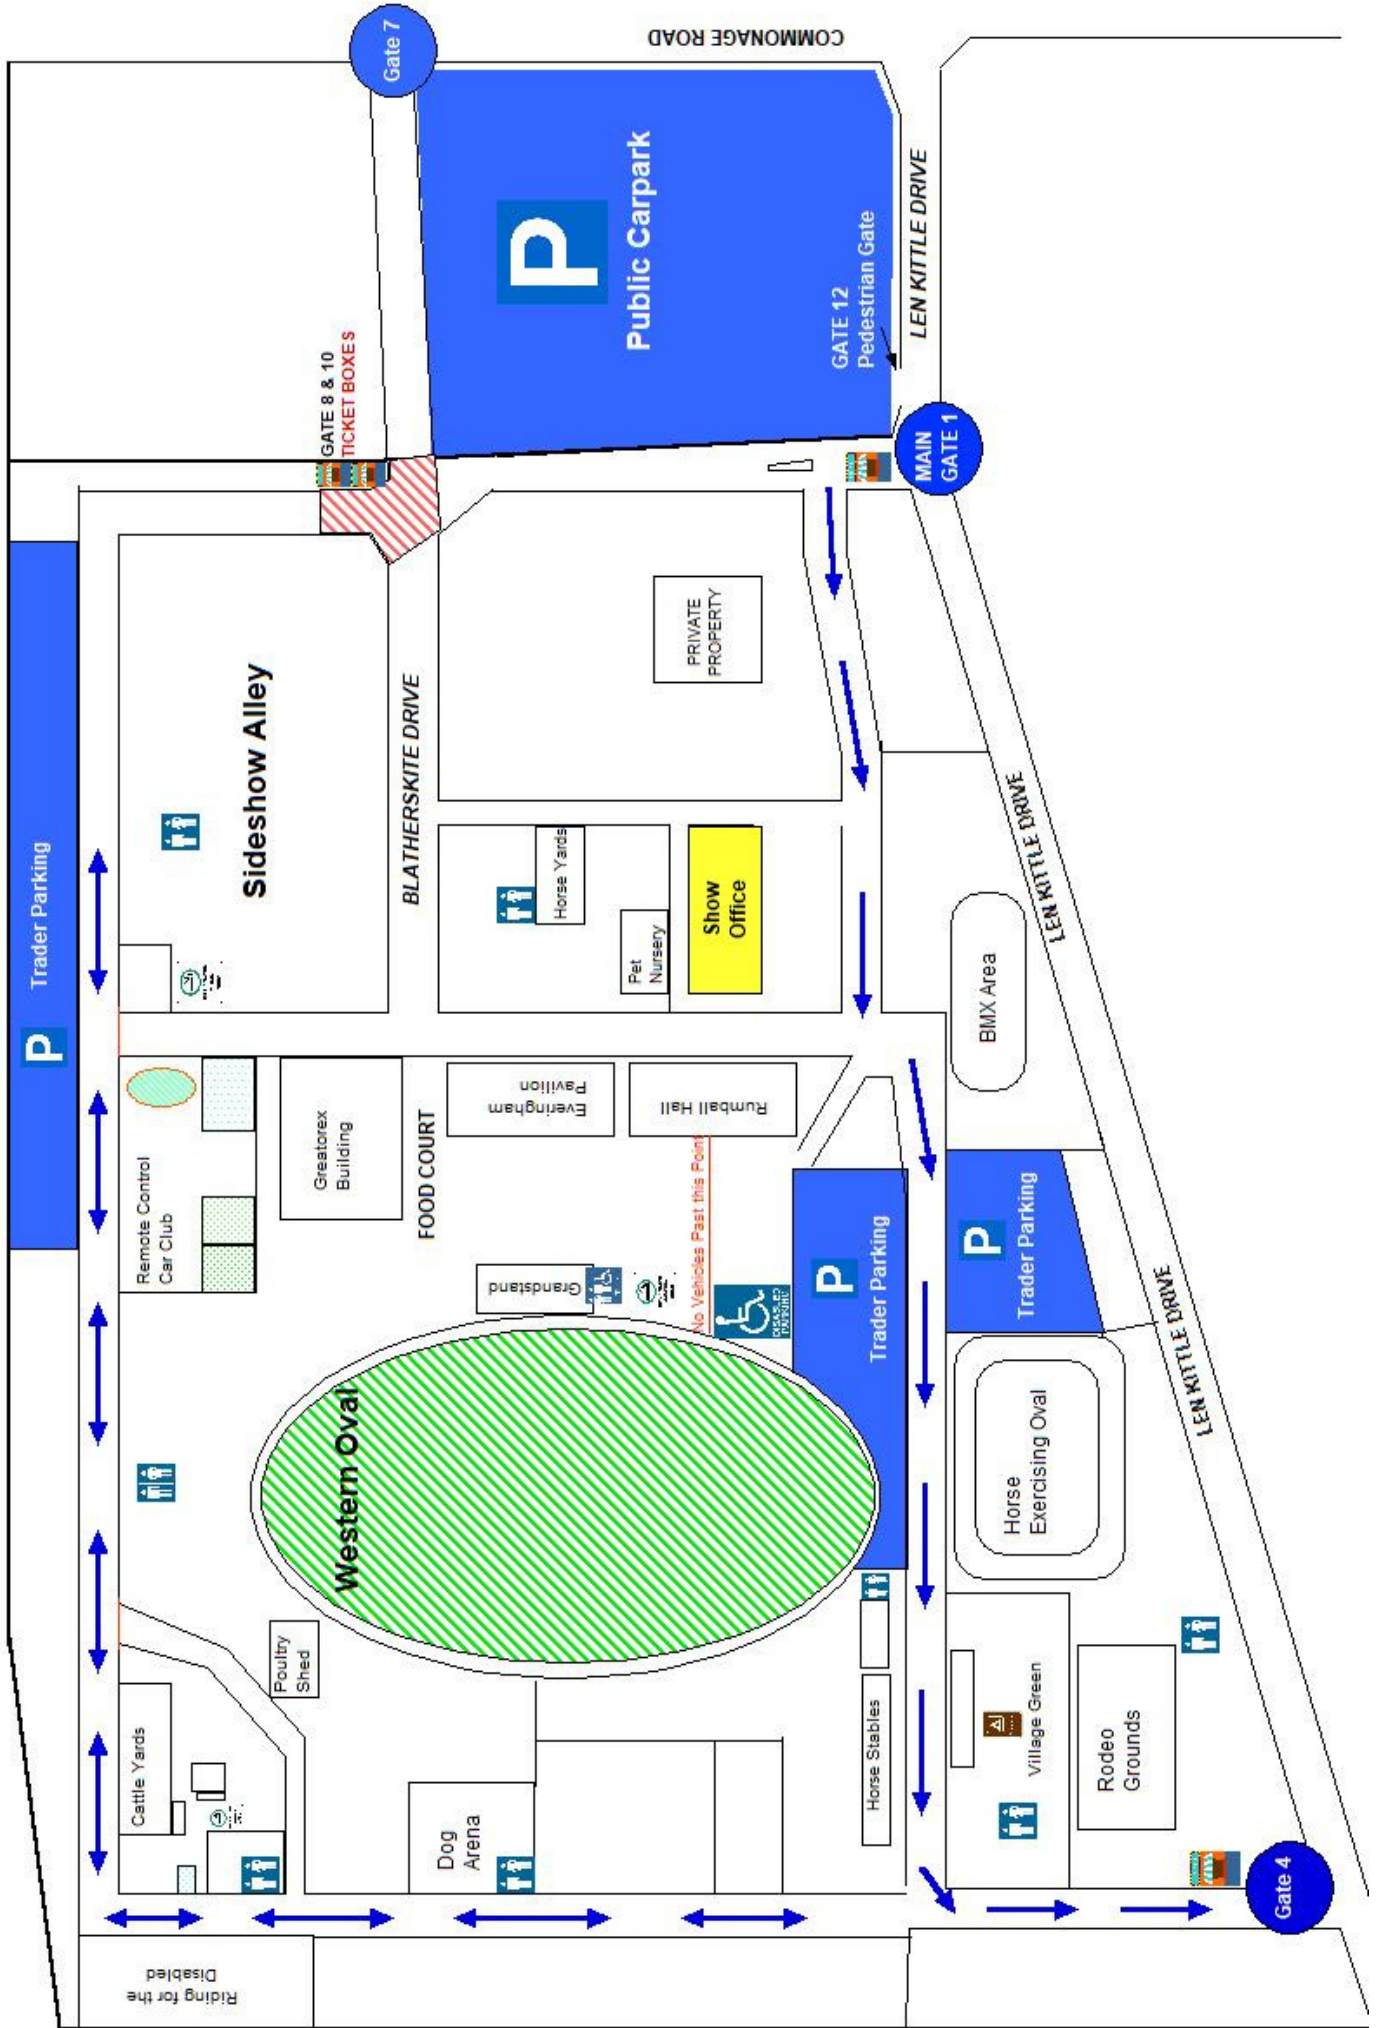 COMMONAGE ROAD
Gate 7
P
Public Carpark
GATE 12
Pedestrian Gate
LEN KITTLE DRIVE
GATE 8 & 10
TICKET BOXES
MAIN
GATE 1
Trader Parking
P
Sideshow Alley
BLATHERSKITE DRIVE
PRIVATE
PROPERTY
Horse Yards
Pet
Nursery
Show
Office
LEN KITTLE DRIVE
BMX Area
Remote Control
Car Club
Greatorex
Building
FOOD COURT
Everingham
Pavilion
Rumball Hall
Grandstand
No Vehicles Past this Point
DISABLED
PARKING
P
Trader Parking
P
Trader Parking
Western Oval
Horse
Exercising Oval
LEN KITTLE DRIVE
Poultry
Shed
Cattle Yards
Dog
Arena
Horse Stables
Village Green
Rodeo
Grounds
Gate 4
Riding for the
Disabled